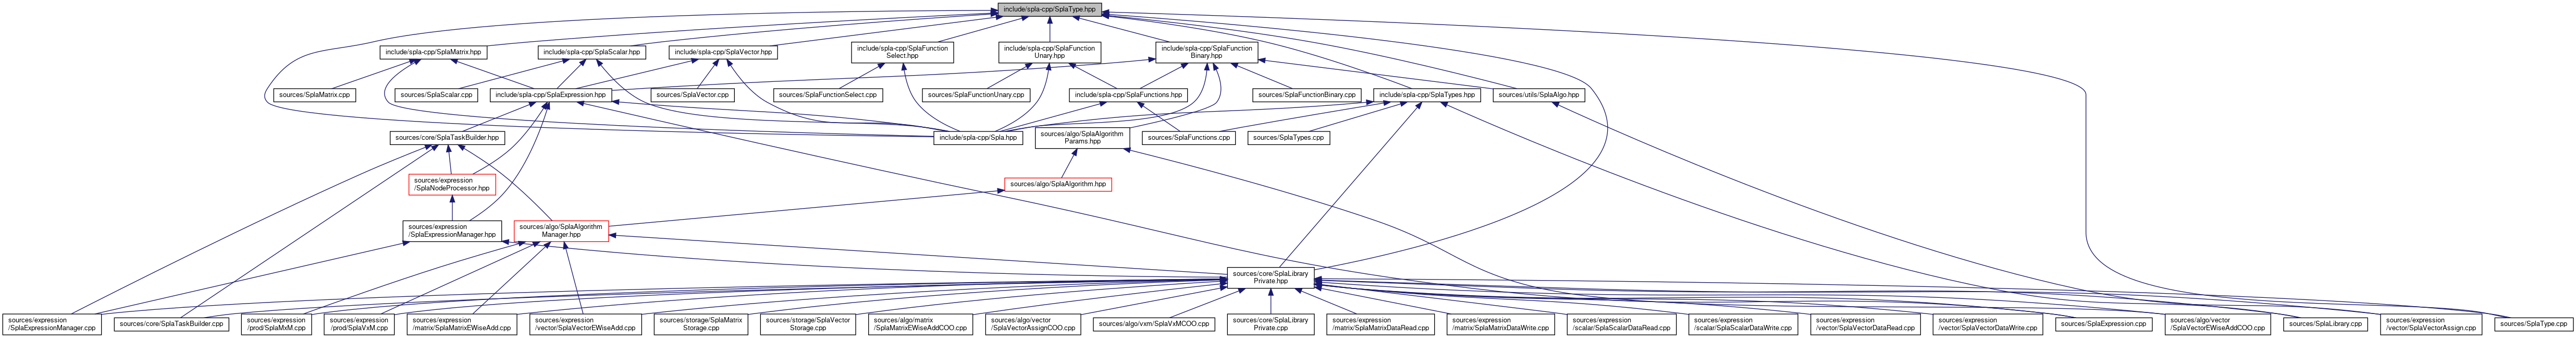 include/spla-cpp/SplaType.hpp
include/spla-cpp/SplaMatrix.hpp
include/spla-cpp/SplaScalar.hpp
include/spla-cpp/SplaVector.hpp
include/spla-cpp/SplaFunction
Select.hpp
include/spla-cpp/SplaFunction
Unary.hpp
include/spla-cpp/SplaFunction
Binary.hpp
sources/SplaMatrix.cpp
sources/SplaScalar.cpp
include/spla-cpp/SplaExpression.hpp
sources/SplaVector.cpp
sources/SplaFunctionSelect.cpp
sources/SplaFunctionUnary.cpp
include/spla-cpp/SplaFunctions.hpp
sources/SplaFunctionBinary.cpp
include/spla-cpp/SplaTypes.hpp
sources/utils/SplaAlgo.hpp
sources/core/SplaTaskBuilder.hpp
include/spla-cpp/Spla.hpp
sources/algo/SplaAlgorithm
Params.hpp
sources/SplaFunctions.cpp
sources/SplaTypes.cpp
sources/expression
/SplaNodeProcessor.hpp
sources/algo/SplaAlgorithm.hpp
sources/expression
/SplaExpressionManager.hpp
sources/algo/SplaAlgorithm
Manager.hpp
sources/core/SplaLibrary
Private.hpp
sources/expression
/SplaExpressionManager.cpp
sources/core/SplaTaskBuilder.cpp
sources/expression
/prod/SplaMxM.cpp
sources/expression
/prod/SplaVxM.cpp
sources/expression
/matrix/SplaMatrixEWiseAdd.cpp
sources/expression
/vector/SplaVectorEWiseAdd.cpp
sources/storage/SplaMatrix
Storage.cpp
sources/storage/SplaVector
Storage.cpp
sources/algo/matrix
/SplaMatrixEWiseAddCOO.cpp
sources/algo/vector
/SplaVectorAssignCOO.cpp
sources/algo/vxm/SplaVxMCOO.cpp
sources/core/SplaLibrary
Private.cpp
sources/expression
/matrix/SplaMatrixDataRead.cpp
sources/expression
/matrix/SplaMatrixDataWrite.cpp
sources/expression
/scalar/SplaScalarDataRead.cpp
sources/expression
/scalar/SplaScalarDataWrite.cpp
sources/expression
/vector/SplaVectorDataRead.cpp
sources/expression
/vector/SplaVectorDataWrite.cpp
sources/SplaExpression.cpp
sources/algo/vector
/SplaVectorEWiseAddCOO.cpp
sources/SplaLibrary.cpp
sources/expression
/vector/SplaVectorAssign.cpp
sources/SplaType.cpp